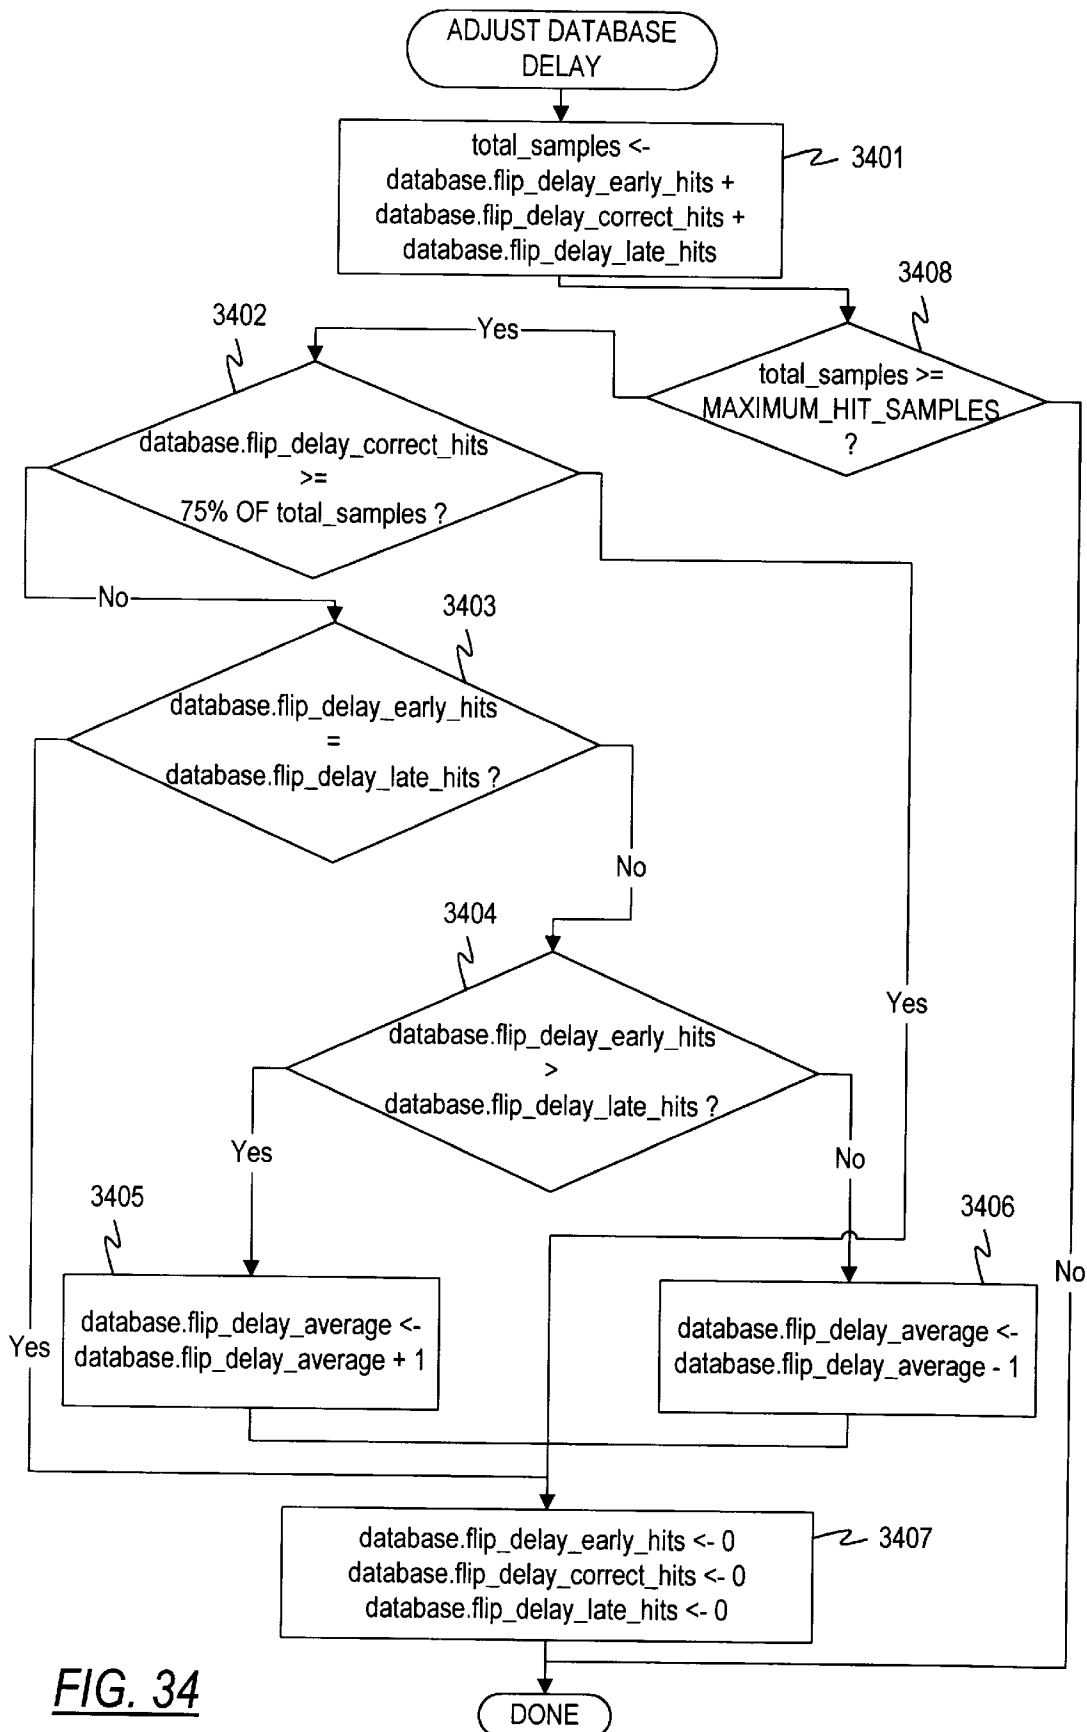 ADJUST DATABASE
DELAY
total_samples <-
database.flip_delay_early_hits +
database.flip_delay_correct_hits +
database.flip_delay_late_hits
3401
3408
total_samples >=
MAXIMUM_HIT_SAMPLES
?
Yes
No
3402
database.flip_delay_correct_hits
>=
75% OF total_samples ?
No
Yes
3403
database.flip_delay_early_hits
=
database.flip_delay_late_hits ?
No
Yes
3404
database.flip_delay_early_hits
>
database.flip_delay_late_hits ?
Yes
No
3405
database.flip_delay_average <-
database.flip_delay_average + 1
3406
database.flip_delay_average <-
database.flip_delay_average - 1
database.flip_delay_early_hits <- 0
database.flip_delay_correct_hits <- 0
database.flip_delay_late_hits <- 0
3407
FIG. 34
DONE